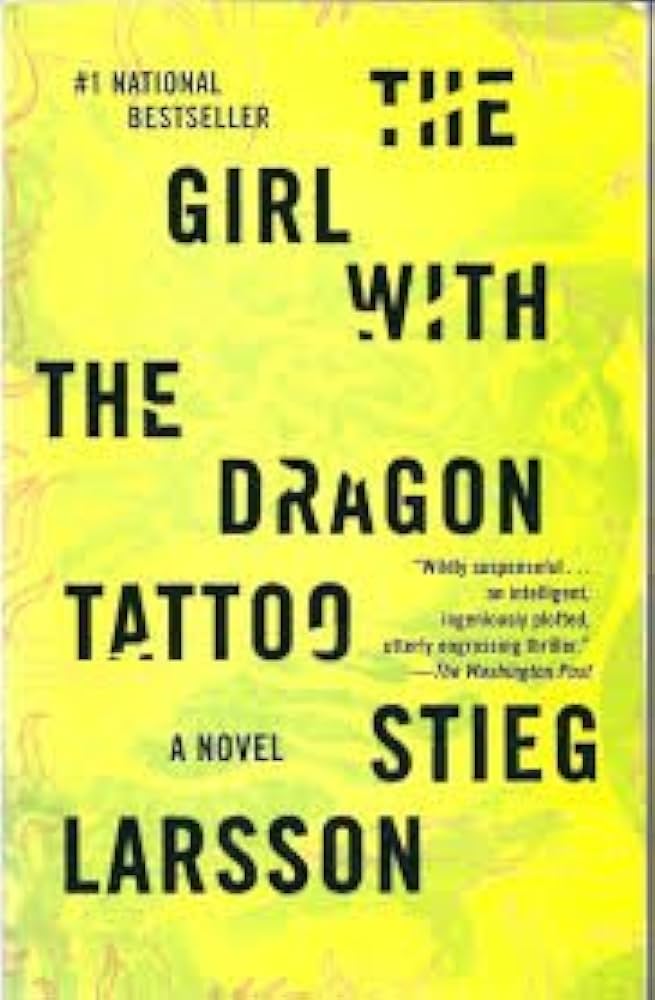 #1 NATIONAL
BESTSELLER
THE
GIRL
WITH
THE
DRAGON
TATTOO
"Wildly suspenseful . . .
an intelligent,
ingeniously plotted,
utterly engrossing thriller."
—The Washington Post
A NOVEL
STIEG
LARSSON